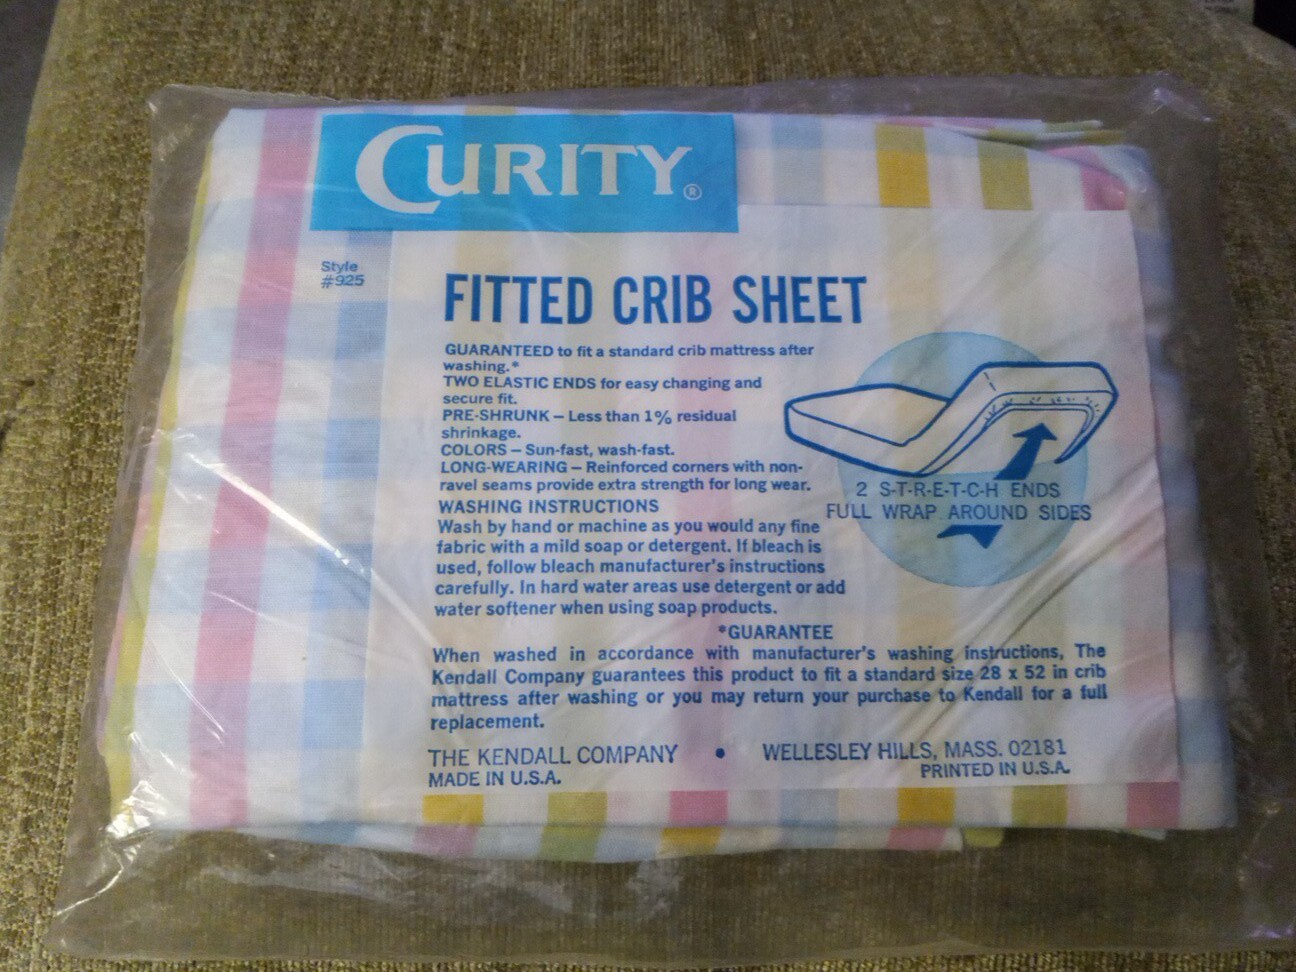 CURITY®
Style
#925
FITTED CRIB SHEET
GUARANTEED to fit a standard crib mattress after
washing.*
TWO ELASTIC ENDS for easy changing and
secure fit.
PRE-SHRUNK – Less than 1% residual
shrinkage.
COLORS – Sun-fast, wash-fast.
LONG-WEARING – Reinforced corners with non-
ravel seams provide extra strength for long wear.
WASHING INSTRUCTIONS
Wash by hand or machine as you would any fine
fabric with a mild soap or detergent. If bleach is
used, follow bleach manufacturer's instructions
carefully. In hard water areas use detergent or add
water softener when using soap products.
2 S-T-R-E-T-C-H ENDS
FULL WRAP AROUND SIDES
*GUARANTEE
When washed in accordance with manufacturer's washing instructions, The
Kendall Company guarantees this product to fit a standard size 28 x 52 in crib
mattress after washing or you may return your purchase to Kendall for a full
replacement.
THE KENDALL COMPANY • WELLESLEY HILLS, MASS. 02181
MADE IN U.S.A. PRINTED IN U.S.A.